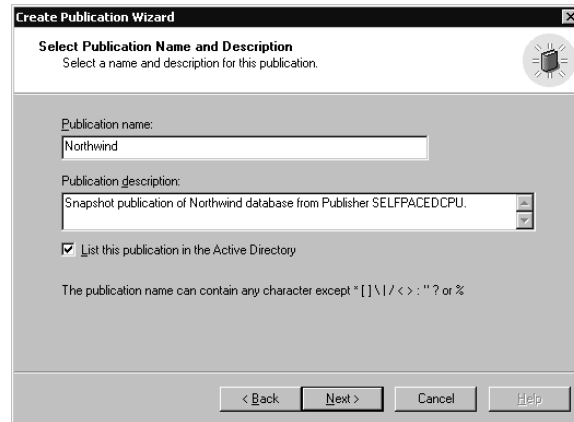 Create Publication Wizard
Select Publication Name and Description
Select a name and description for this publication.
Publication name:
Northwind
Publication description:
Snapshot publication of Northwind database from Publisher SELFPACEDCPU.
List this publication in the Active Directory
The publication name can contain any character except * [ ] \ | / < > : " ? or %
< Back
Next >
Cancel
Help